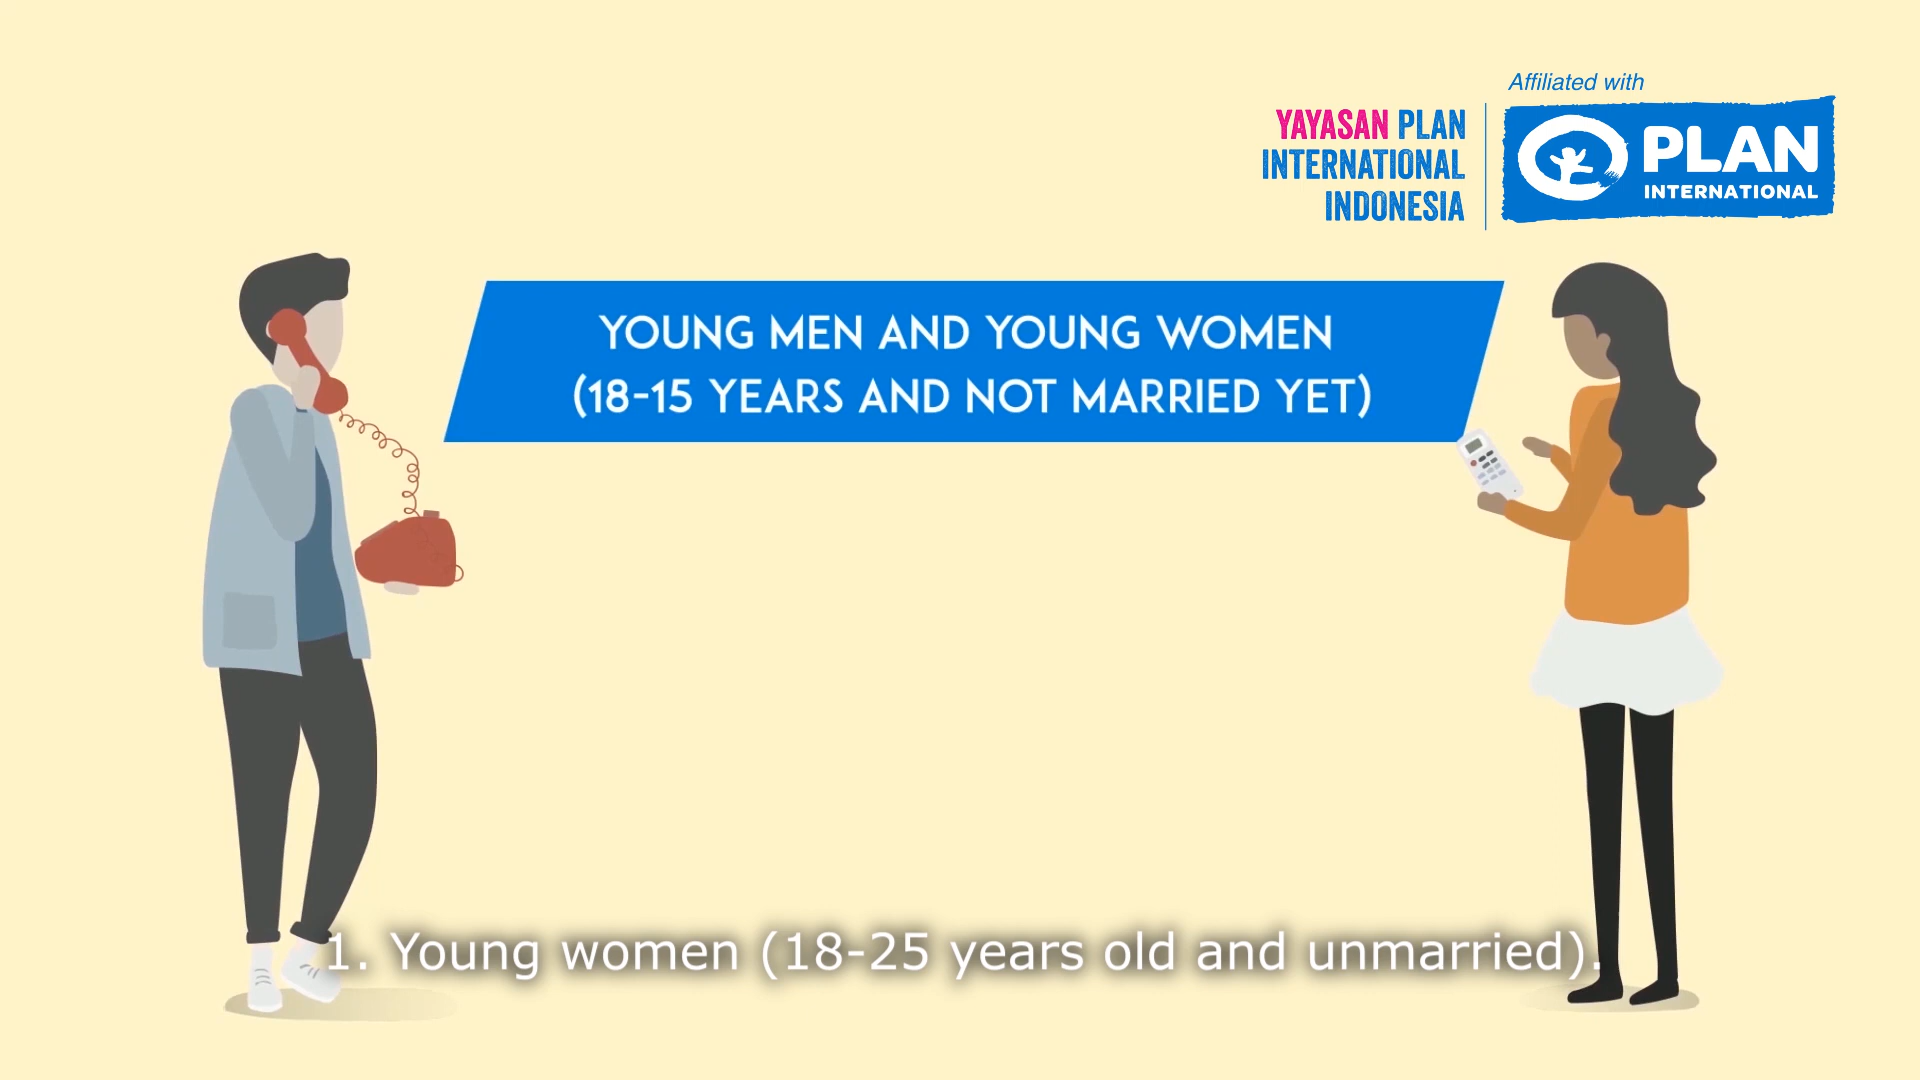 Affiliated with
YAYASAN PLAN
INTERNATIONAL
INDONESIA
PLAN
INTERNATIONAL
YOUNG MEN AND YOUNG WOMEN
(18-15 YEARS AND NOT MARRIED YET)
1. Young women (18-25 years old and unmarried).